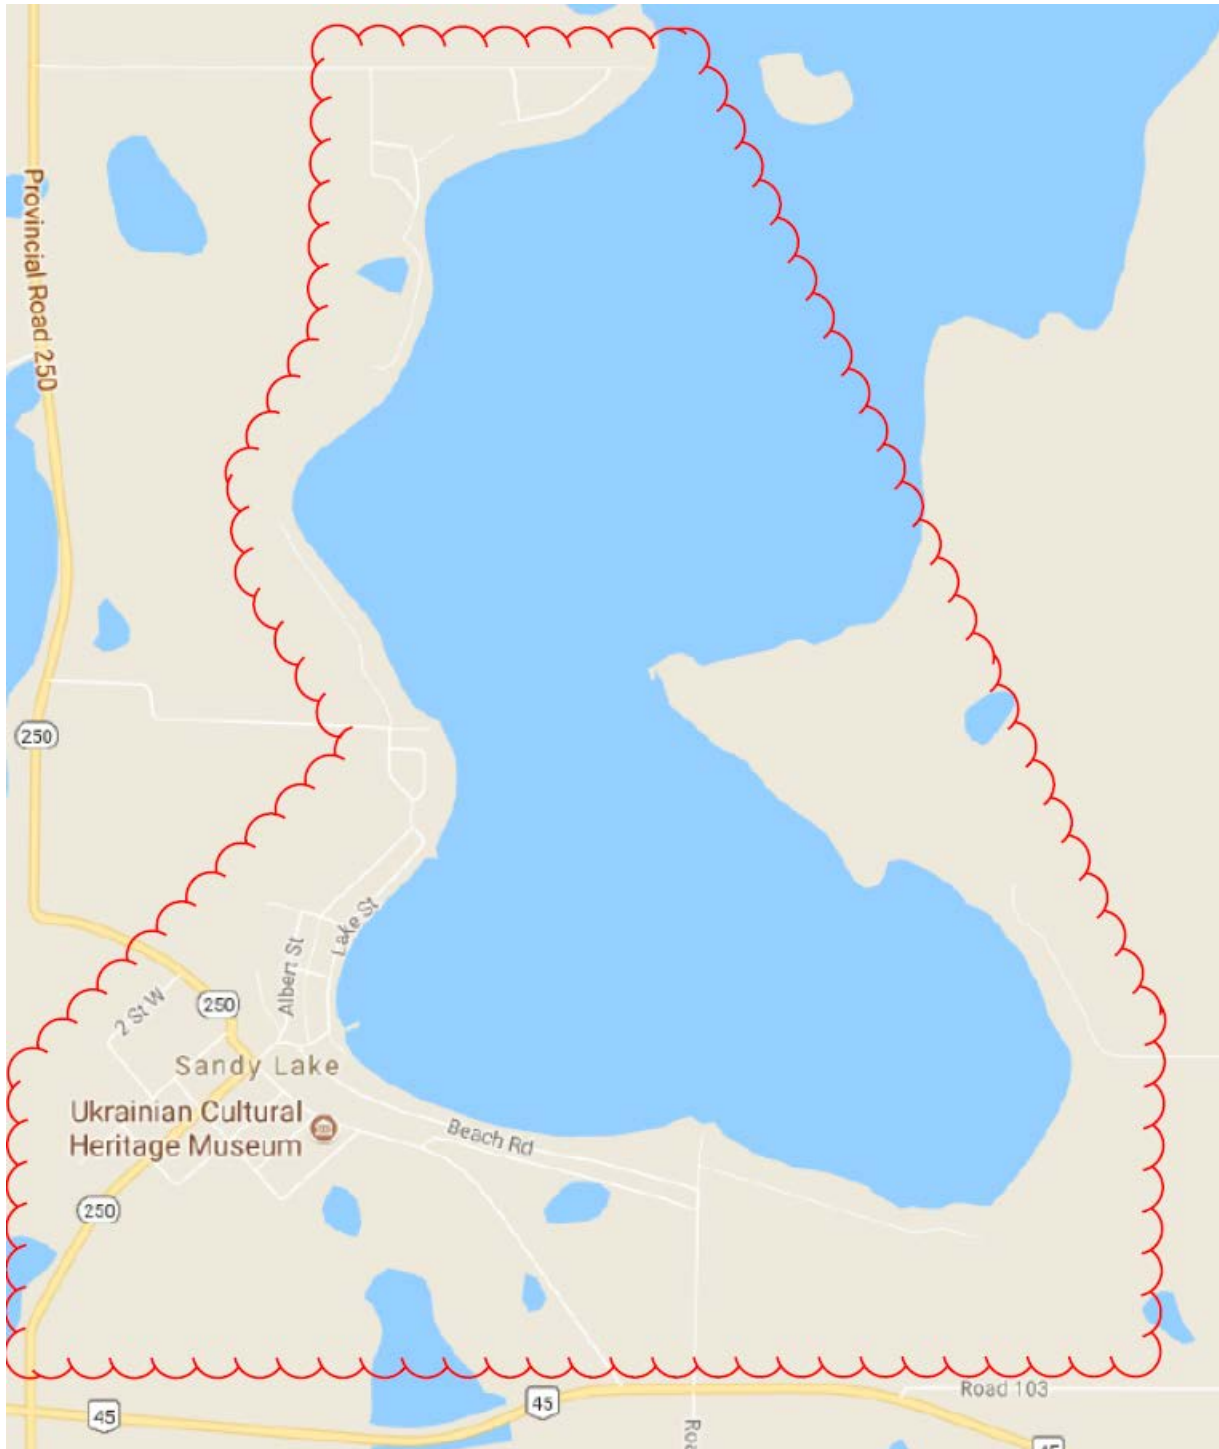 Provincial Road 250
250
Lake St
Albert St
2 St W
250
Sandy Lake
Ukrainian Cultural
Heritage Museum
Beach Rd
250
Road 103
45
45
45